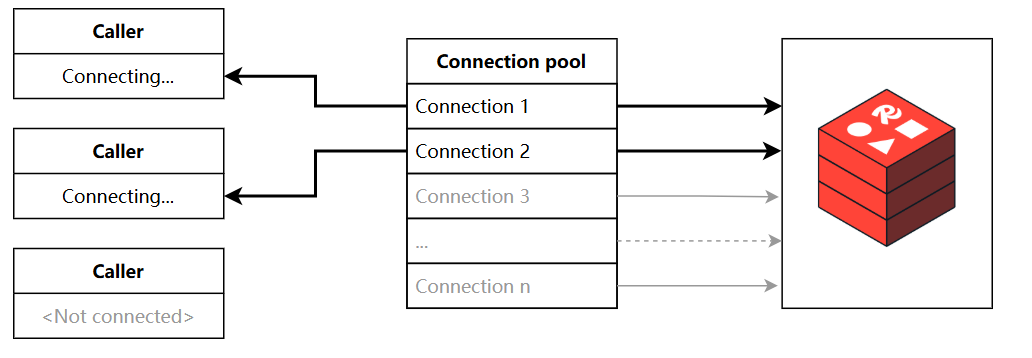 Caller
Connecting...
Caller
Connecting...
Caller
<Not connected>
Connection pool
Connection 1
Connection 2
Connection 3
...
Connection n